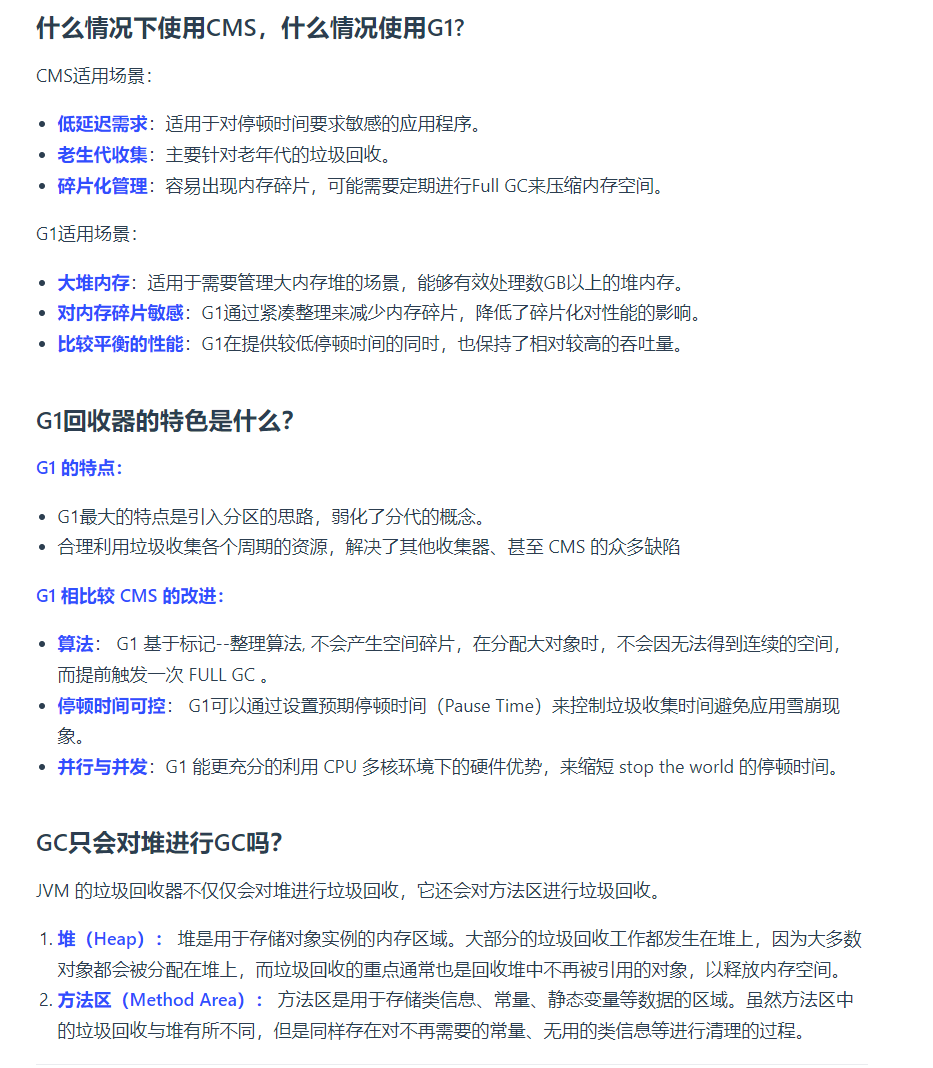 什么情况下使用CMS，什么情况使用G1?
CMS适用场景：
• 低延迟需求：适用于对停顿时间要求敏感的应用程序。
• 老生代收集：主要针对老年代的垃圾回收。
• 碎片化管理：容易出现内存碎片，可能需要定期进行Full GC来压缩内存空间。
G1适用场景：
• 大堆内存：适用于需要管理大内存堆的场景，能够有效处理数GB以上的堆内存。
• 对内存碎片敏感：G1通过紧凑整理来减少内存碎片，降低了碎片化对性能的影响。
• 比较平衡的性能：G1在提供较低停顿时间的同时，也保持了相对较高的吞吐量。
G1回收器的特色是什么？
G1 的特点：
• G1最大的特点是引入分区的思路，弱化了分代的概念。
• 合理利用垃圾收集各个周期的资源，解决了其他收集器、甚至 CMS 的众多缺陷
G1 相比较 CMS 的改进：
• 算法： G1 基于标记--整理算法, 不会产生空间碎片，在分配大对象时，不会因无法得到连续的空间，
而提前触发一次 FULL GC 。
• 停顿时间可控： G1可以通过设置预期停顿时间（Pause Time）来控制垃圾收集时间避免应用雪崩现
象。
• 并行与并发：G1 能更充分的利用 CPU 多核环境下的硬件优势，来缩短 stop the world 的停顿时间。
GC只会对堆进行GC吗？
JVM 的垃圾回收器不仅仅会对堆进行垃圾回收，它还会对方法区进行垃圾回收。
1. 堆（Heap）： 堆是用于存储对象实例的内存区域。大部分的垃圾回收工作都发生在堆上，因为大多数
对象都会被分配在堆上，而垃圾回收的重点通常也是回收堆中不再被引用的对象，以释放内存空间。
2. 方法区（Method Area）： 方法区是用于存储类信息、常量、静态变量等数据的区域。虽然方法区中
的垃圾回收与堆有所不同，但是同样存在对不再需要的常量、无用的类信息等进行清理的过程。